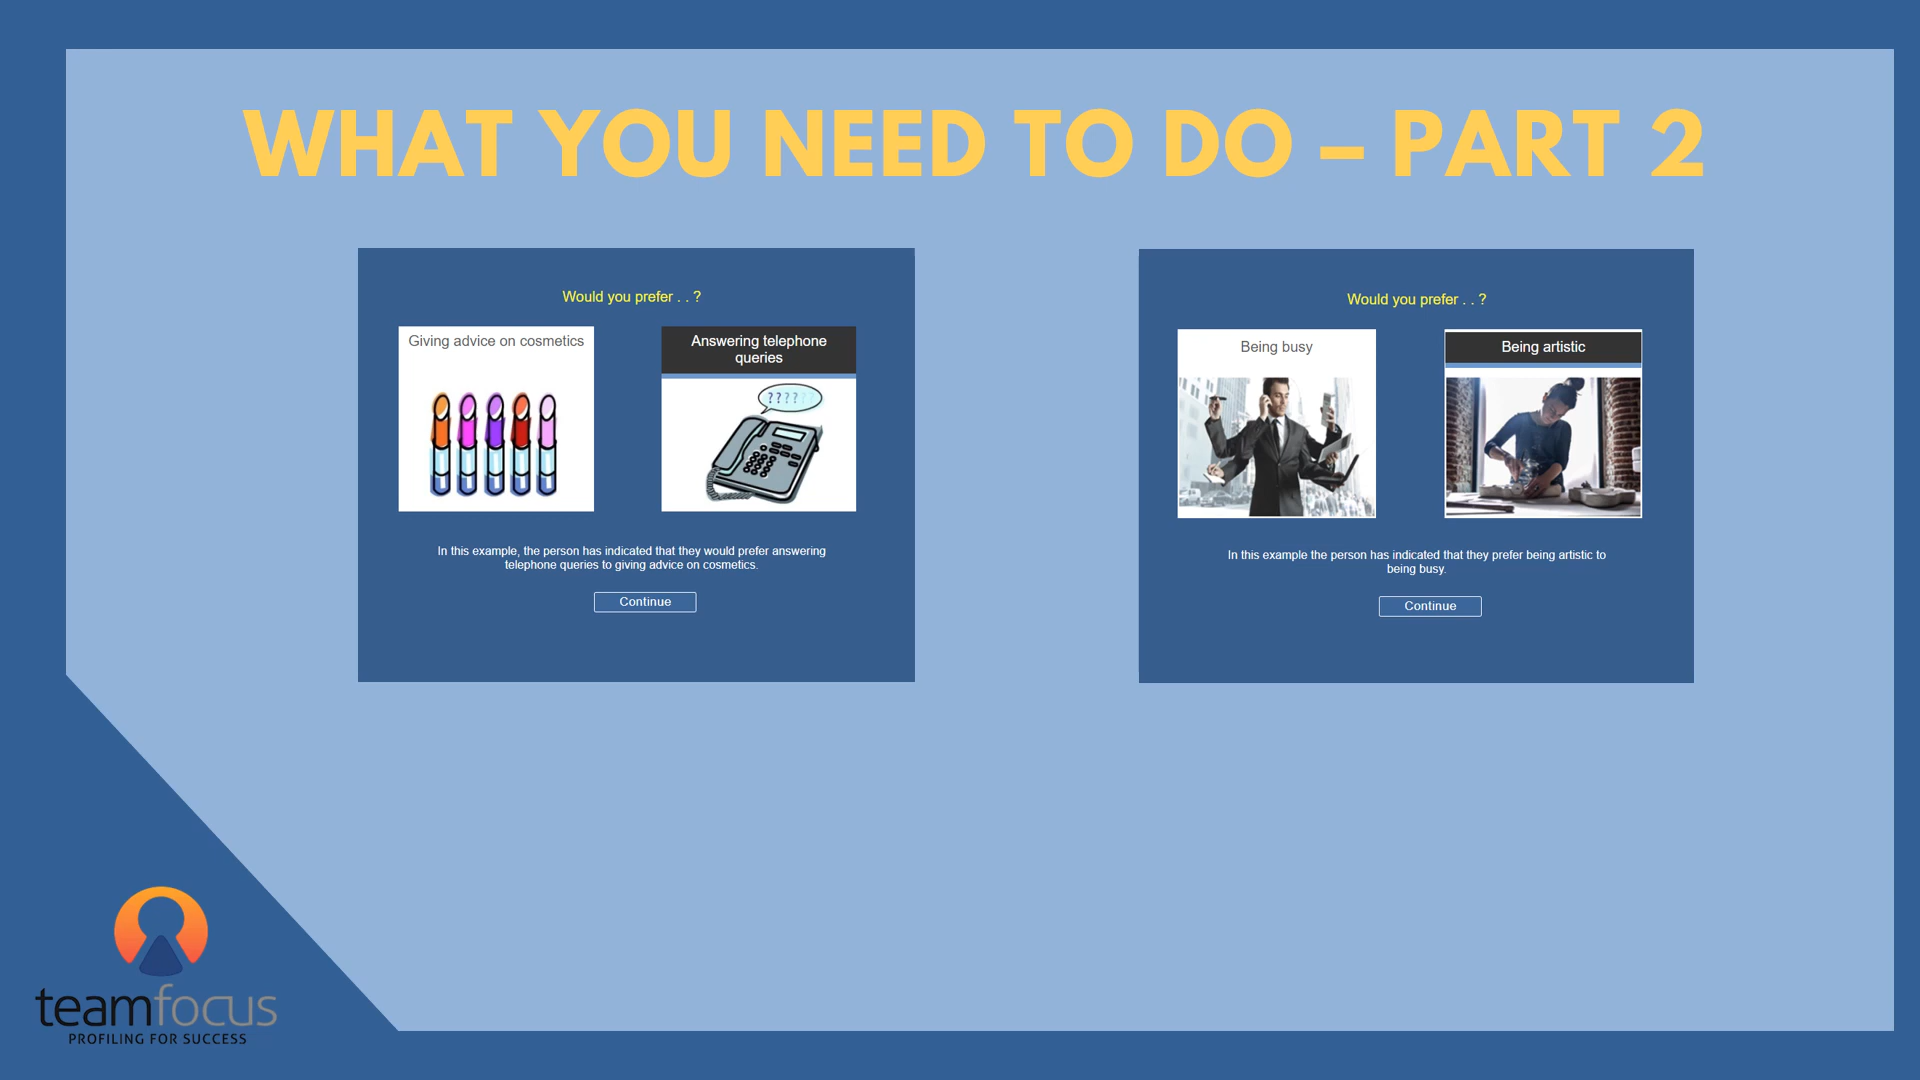 WHAT YOU NEED TO DO – PART 2
Would you prefer . . ?
Giving advice on cosmetics
Answering telephone
queries
? ? ? ? ? ?
In this example, the person has indicated that they would prefer answering
telephone queries to giving advice on cosmetics.
Continue
Would you prefer . . ?
Being busy
Being artistic
In this example the person has indicated that they prefer being artistic to
being busy.
Continue
teamfocus
PROFILING FOR SUCCESS